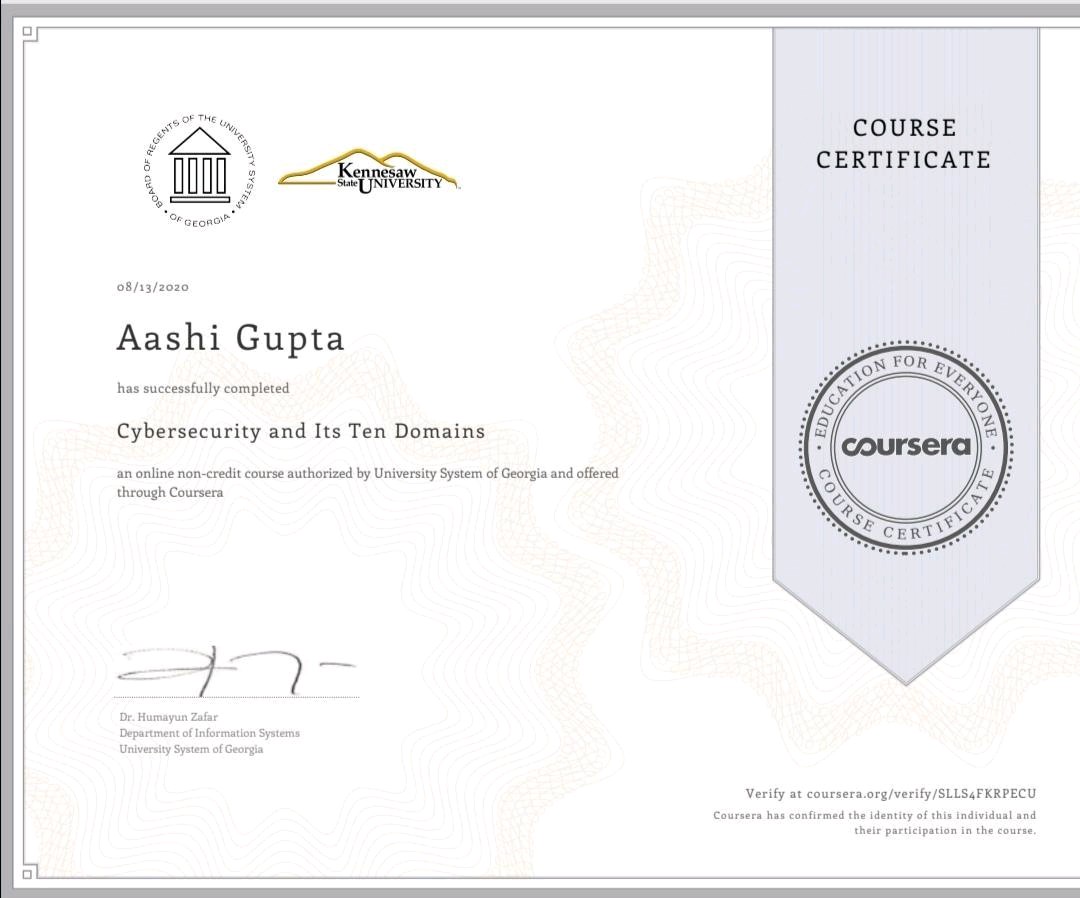 BOARD OF REGENTS OF THE UNIVERSITY SYSTEM
• OF GEORGIA •
Kennesaw
State UNIVERSITY
COURSE
CERTIFICATE
08/13/2020
Aashi Gupta
has successfully completed
Cybersecurity and Its Ten Domains
an online non-credit course authorized by University System of Georgia and offered
through Coursera
• EDUCATION FOR EVERYONE •
coursera
COURSE CERTIFICATE
Dr. Humayun Zafar
Department of Information Systems
University System of Georgia
Verify at coursera.org/verify/SLLS4FKRPECU
Coursera has confirmed the identity of this individual and
their participation in the course.